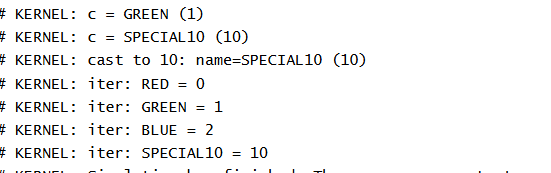 # KERNEL: c = GREEN (1)
# KERNEL: c = SPECIAL10 (10)
# KERNEL: cast to 10: name=SPECIAL10 (10)
# KERNEL: iter: RED = 0
# KERNEL: iter: GREEN = 1
# KERNEL: iter: BLUE = 2
# KERNEL: iter: SPECIAL10 = 10